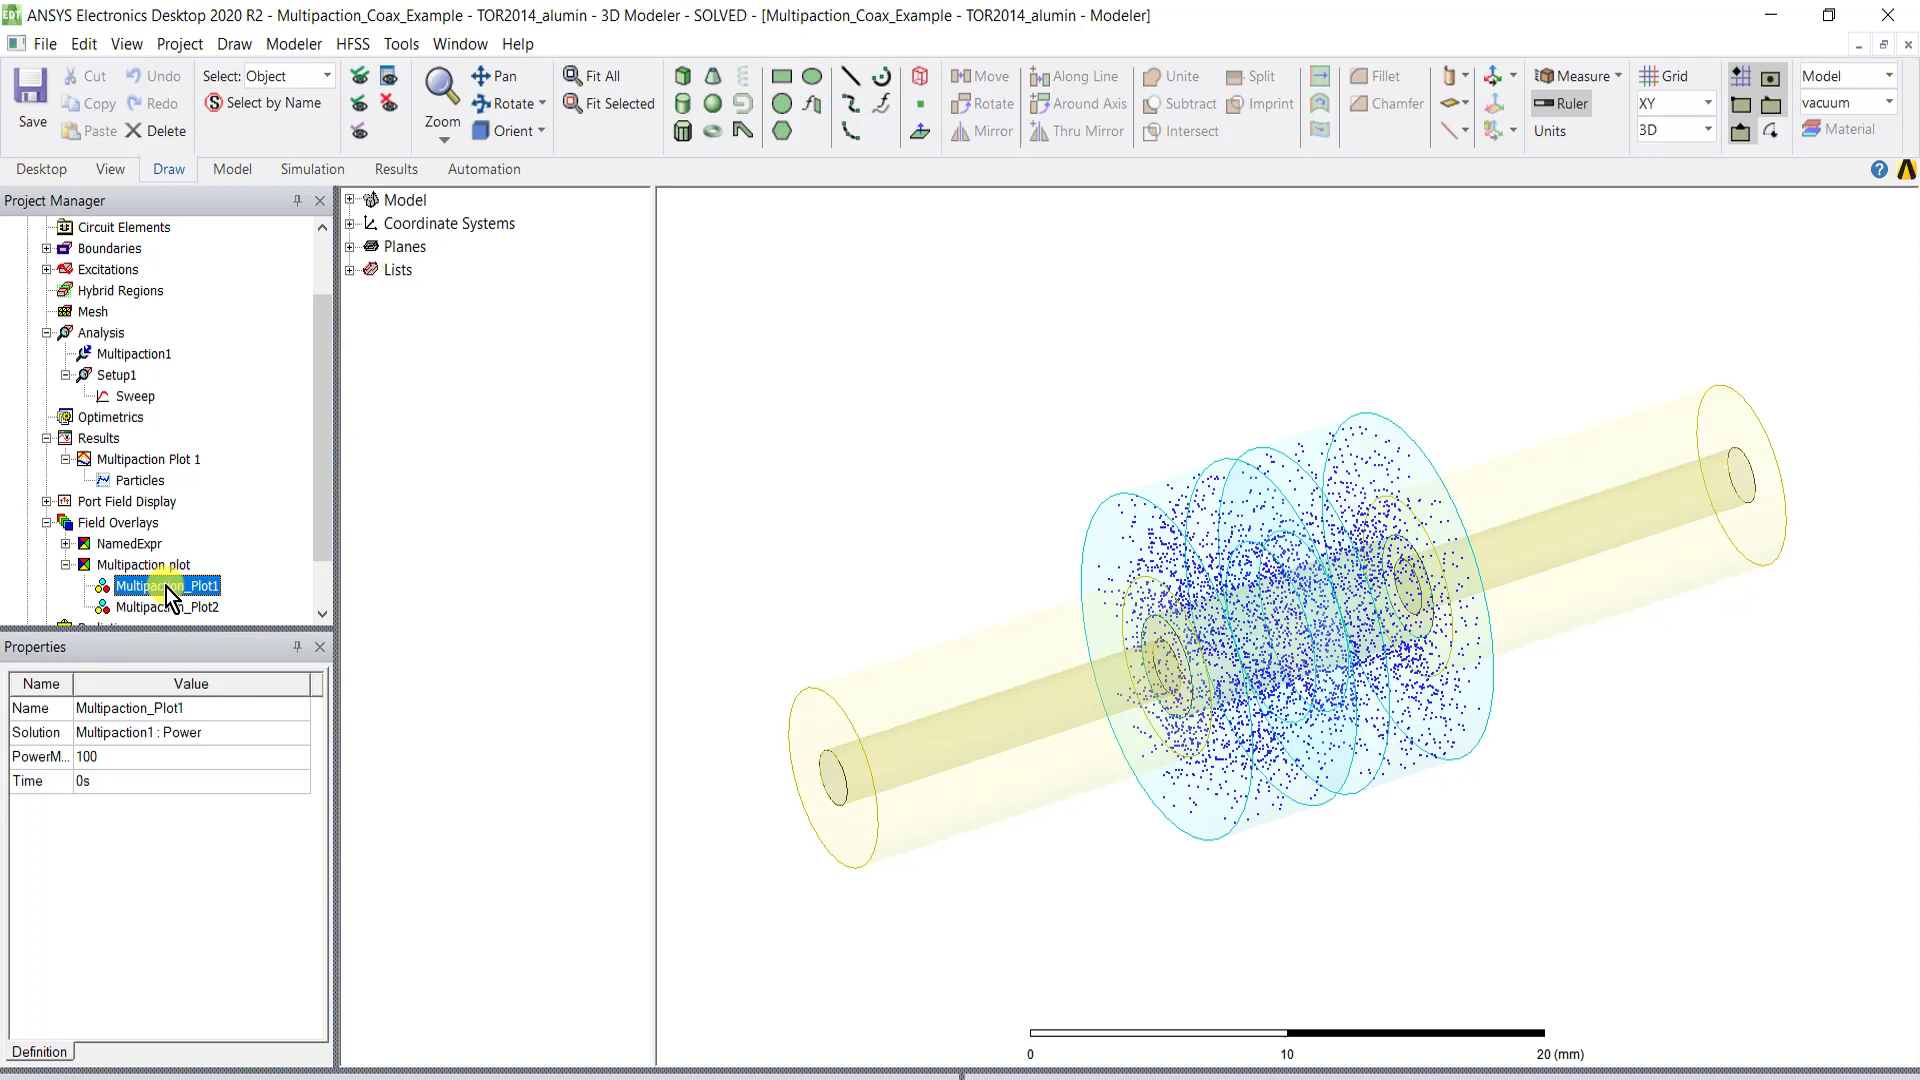 ANSYS Electronics Desktop 2020 R2 - Multipaction_Coax_Example - TOR2014_alumin - 3D Modeler - SOLVED - [Multipaction_Coax_Example - TOR2014_alumin - Modeler]
File Edit View Project Draw Modeler HFSS Tools Window Help
Save
Cut Undo
Copy Redo
Paste Delete
Select: Object
Select by Name
Zoom
Pan
Rotate
Orient
Fit All
Fit Selected
Move Along Line
Rotate Around Axis
Mirror Thru Mirror
Unite Split
Subtract Imprint
Intersect
Fillet
Chamfer
Measure
Ruler
Units
Grid
XY
3D
Model
vacuum
Material
Desktop View Draw Model Simulation Results Automation
Project Manager
Circuit Elements
Boundaries
Excitations
Hybrid Regions
Mesh
Analysis
Multipaction1
Setup1
Sweep
Optimetrics
Results
Multipaction Plot 1
Particles
Port Field Display
Field Overlays
NamedExpr
Multipaction plot
Multipaction_Plot1
Multipaction_Plot2
Model
Coordinate Systems
Planes
Lists
Properties
Name Value
Name Multipaction_Plot1
Solution Multipaction1 : Power
PowerM... 100
Time 0s
Definition
0 10 20 (mm)